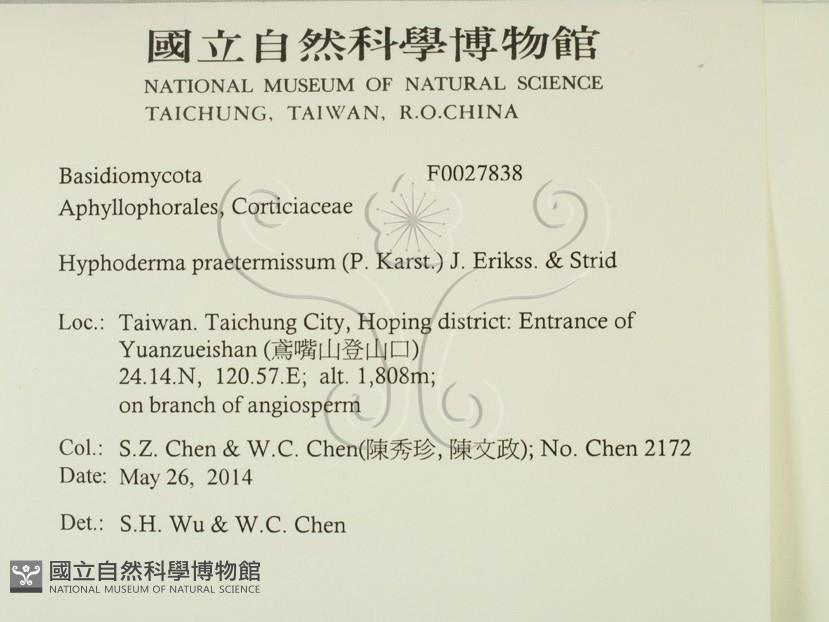 國立自然科學博物館
NATIONAL MUSEUM OF NATURAL SCIENCE
TAICHUNG, TAIWAN, R.O.CHINA
Basidiomycota F0027838
Aphyllophorales, Corticiaceae
Hyphoderma praetermissum (P. Karst.) J. Erikss. & Strid
Loc.: Taiwan. Taichung City, Hoping district: Entrance of
Yuanzueishan (鳶嘴山登山口)
24.14.N, 120.57.E; alt. 1,808m;
on branch of angiosperm
Col.: S.Z. Chen & W.C. Chen(陳秀珍, 陳文政); No. Chen 2172
Date: May 26, 2014
Det.: S.H. Wu & W.C. Chen
國立自然科學博物館
NATIONAL MUSEUM OF NATURAL SCIENCE